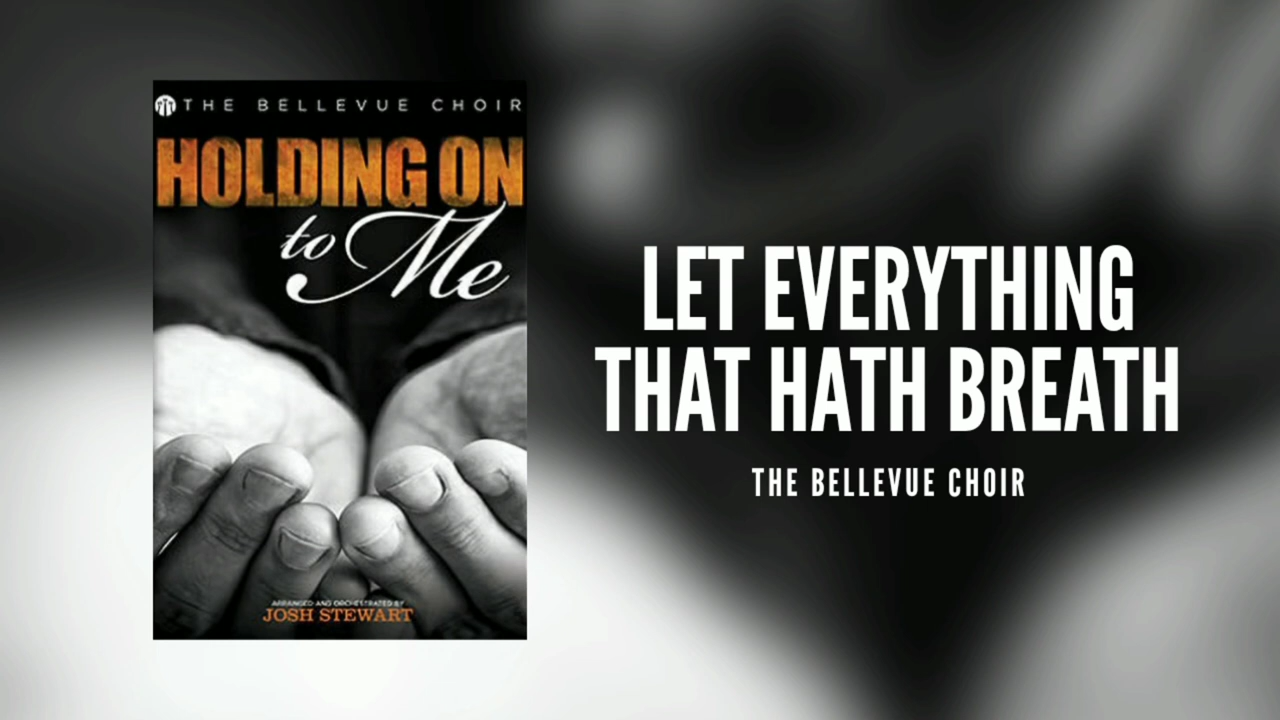 THE BELLEVUE CHOIR
HOLDING ON
to Me
ARRANGED AND ORCHESTRATED BY
JOSH STEWART
LET EVERYTHING
THAT HATH BREATH
THE BELLEVUE CHOIR